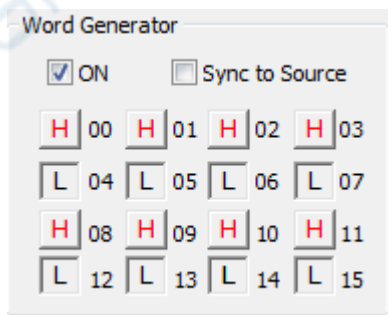 Word Generator
ON Sync to Source
H 00 H 01 H 02 H 03
L 04 L 05 L 06 L 07
H 08 H 09 H 10 H 11
L 12 L 13 L 14 L 15